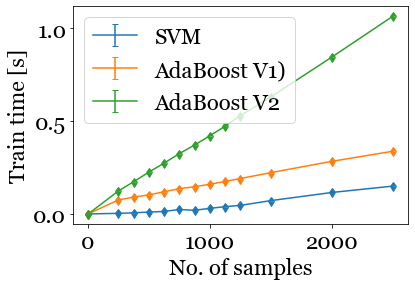 Train time [s]
1.0
0.5
0.0
SVM
AdaBoost V1)
AdaBoost V2
0
1000
2000
No. of samples